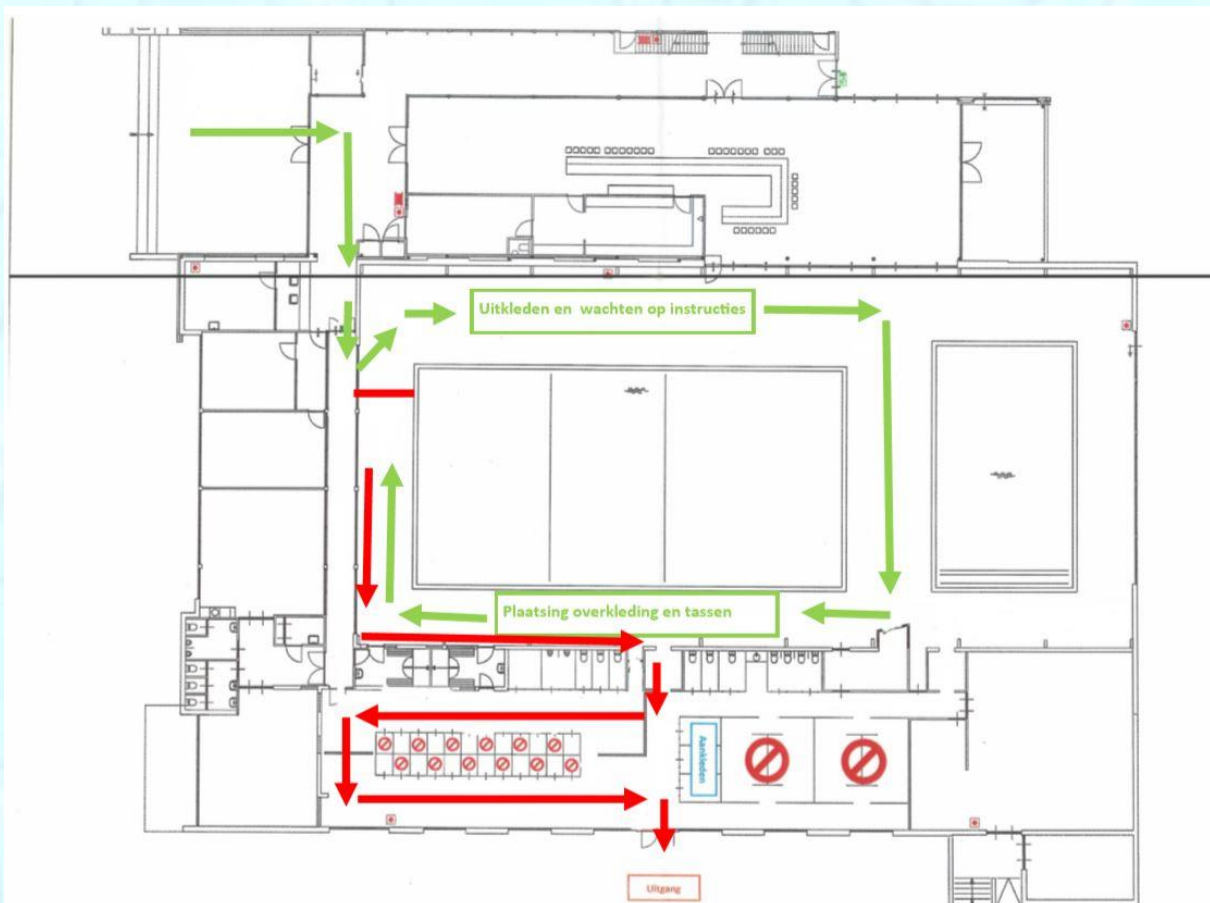 Uitkleden en wachten op instructies
Plaatsing overkleding en tassen
Aankleden
Uitgang